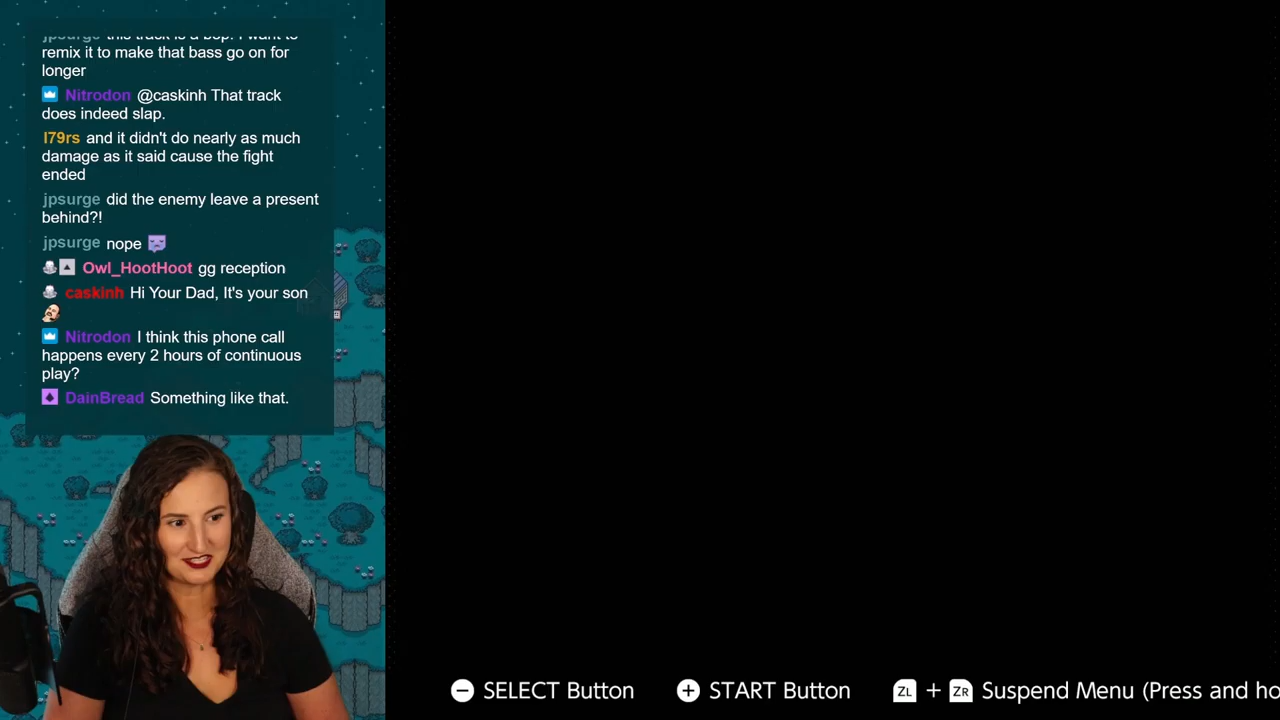 jpsurge this track is a bop! I want to
remix it to make that bass go on for
longer
Nitrodon @caskinh That track
does indeed slap.
l79rs and it didn't do nearly as much
damage as it said cause the fight
ended
jpsurge did the enemy leave a present
behind?!
jpsurge nope
Owl_HootHoot gg reception
caskinh Hi Your Dad, It's your son
Nitrodon I think this phone call
happens every 2 hours of continuous
play?
DainBread Something like that.
SELECT Button START Button ZL + ZR Suspend Menu (Press and ho